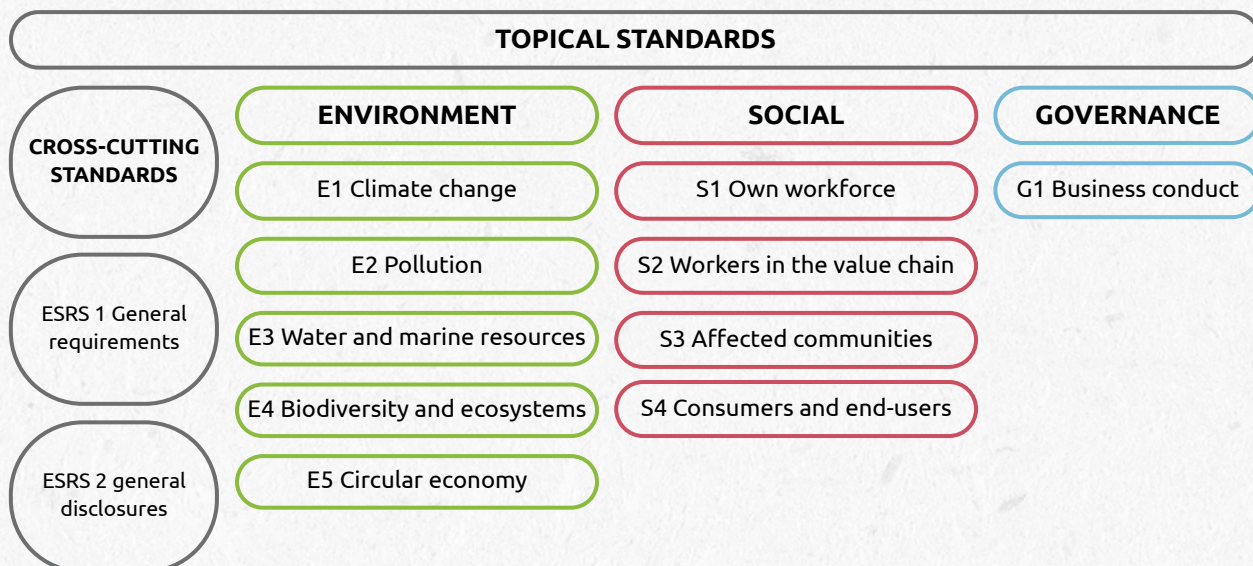 TOPICAL STANDARDS
CROSS-CUTTING
STANDARDS
ESRS 1 General
requirements
ESRS 2 general
disclosures
ENVIRONMENT
E1 Climate change
E2 Pollution
E3 Water and marine resources
E4 Biodiversity and ecosystems
E5 Circular economy
SOCIAL
S1 Own workforce
S2 Workers in the value chain
S3 Affected communities
S4 Consumers and end-users
GOVERNANCE
G1 Business conduct